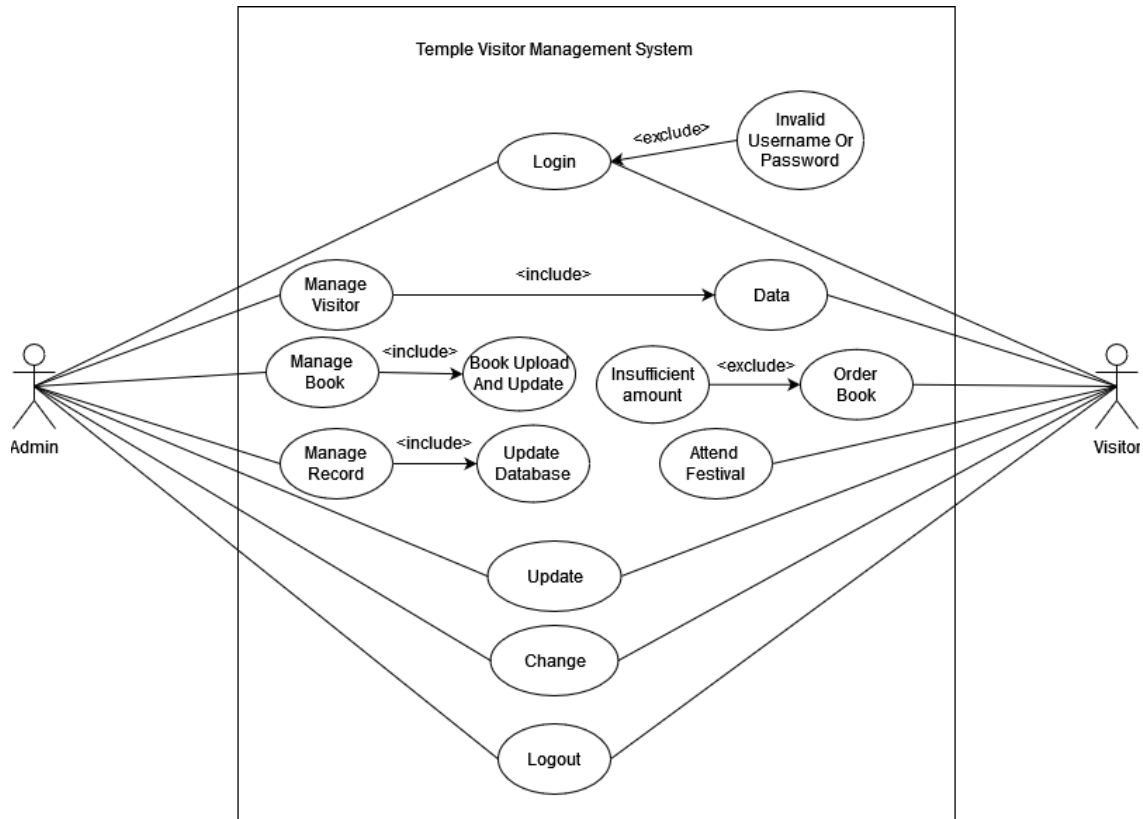 Temple Visitor Management System
Invalid
Username Or
Password
<exclude>
Login
<include>
Manage
Visitor
Data
Manage
Book
<include>
Book Upload
And Update
Insufficient
amount
<exclude>
Order
Book
Admin
Visitor
Manage
Record
<include>
Update
Database
Attend
Festival
Update
Change
Logout